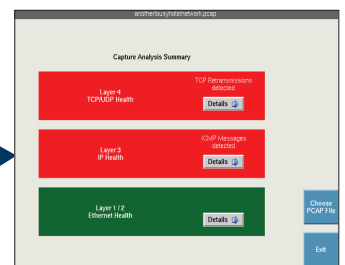 anotherlousyhotelnetwork.pcap
Capture Analysis Summary
Layer 4
TCP/UDP Health
TCP Retransmissions
detected
Details
Layer 3
IP Health
ICMP Messages
detected
Details
Layer 1 / 2
Ethernet Health
Details
Choose
PCAP File
Exit